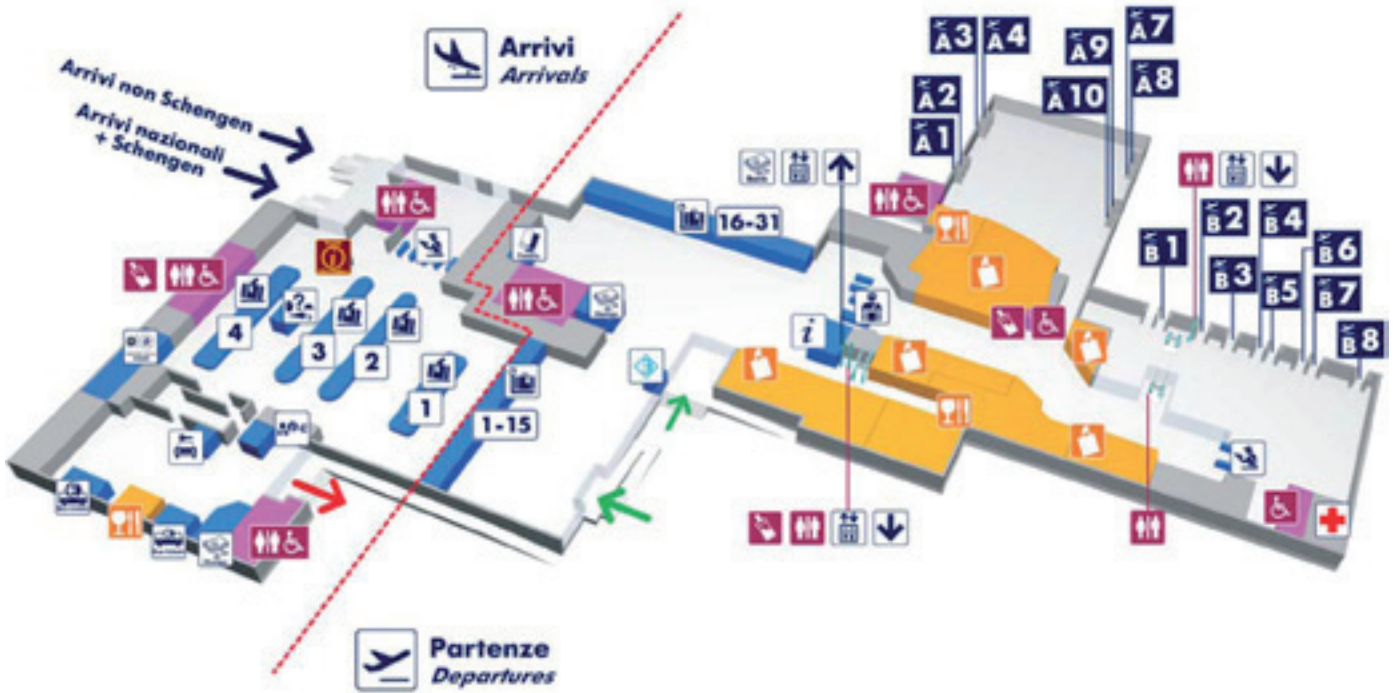 Arrivi
Arrivals
Arrivi non Schengen
Arrivi nazionali
+ Schengen
A3
A4
A7
A9
A2
A10
A8
A1
16-31
B1
B2
B4
B3
B6
B5
B7
B8
4
3
2
1
1-15
i
?
Partenze
Departures